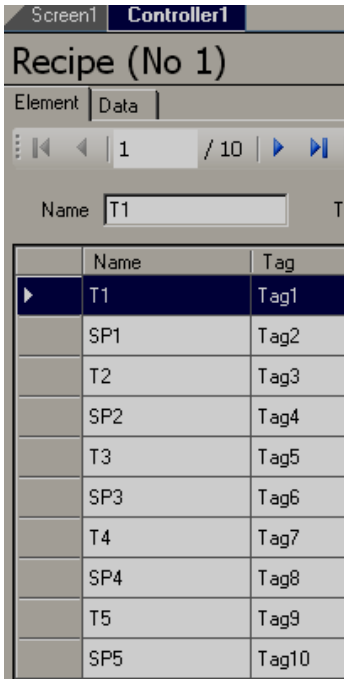 Screen1 Controller1
Recipe (No 1)
Element Data
1 / 10
Name T1 T
Name Tag
T1 Tag1
SP1 Tag2
T2 Tag3
SP2 Tag4
T3 Tag5
SP3 Tag6
T4 Tag7
SP4 Tag8
T5 Tag9
SP5 Tag10